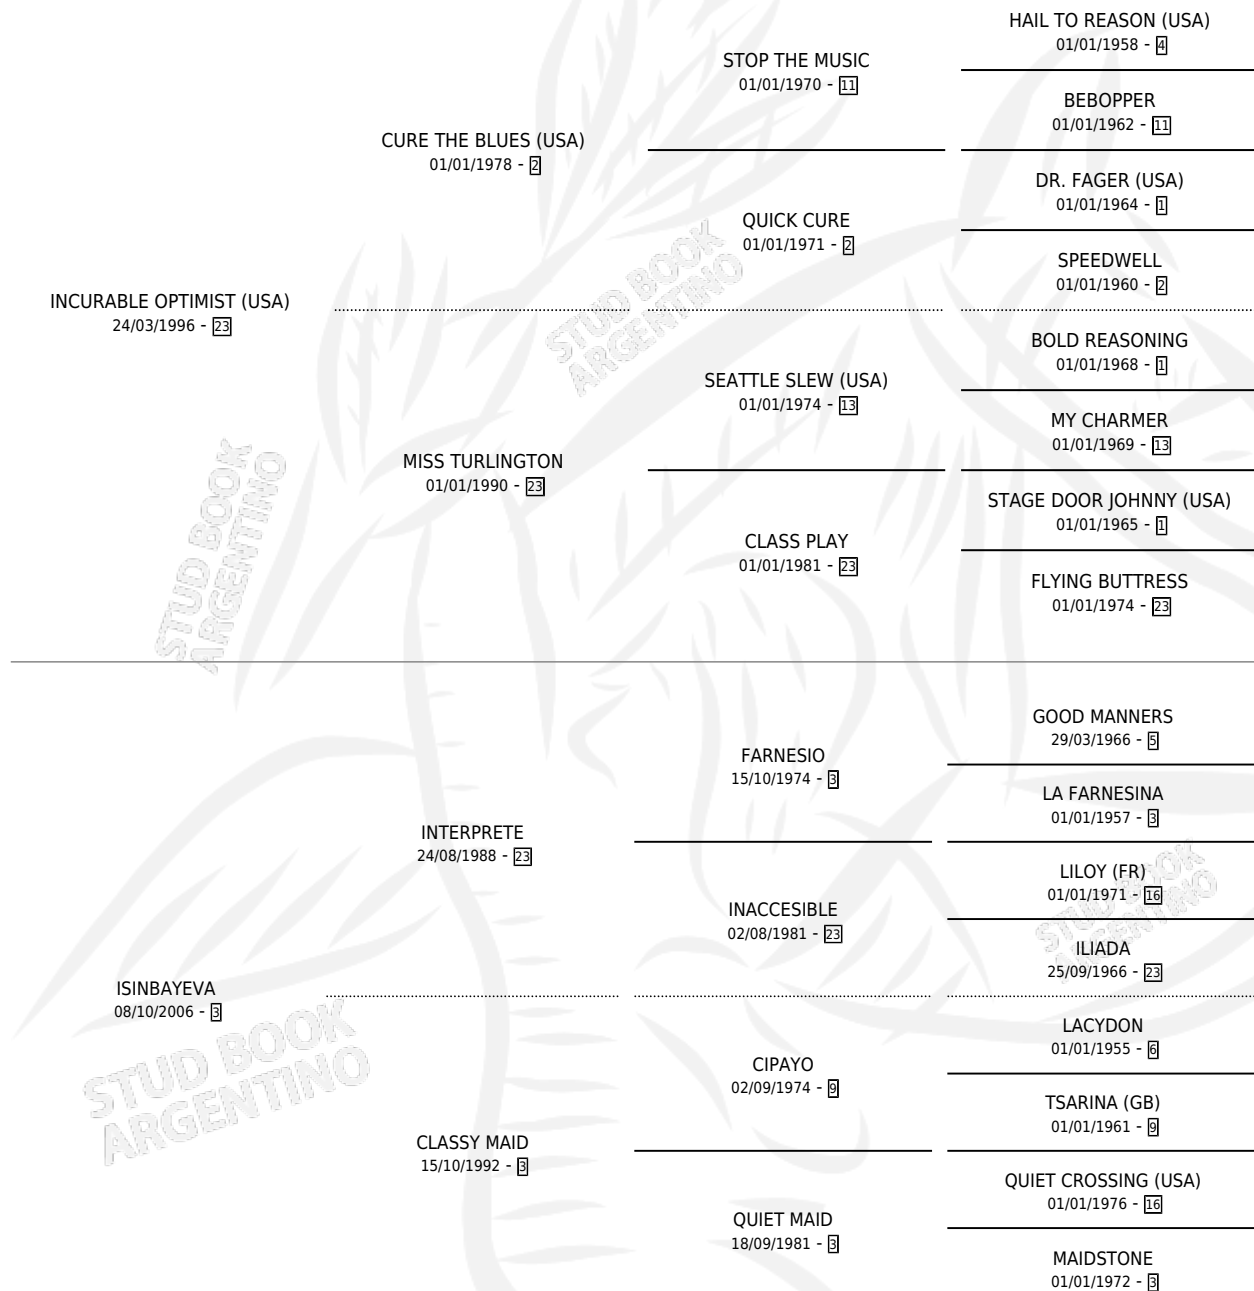 INCURABLE OPTIMIST (USA)
24/03/1996 - 23
CURE THE BLUES (USA)
01/01/1978 - 2
MISS TURLINGTON
01/01/1990 - 23
STOP THE MUSIC
01/01/1970 - 11
QUICK CURE
01/01/1971 - 2
SEATTLE SLEW (USA)
01/01/1974 - 13
CLASS PLAY
01/01/1981 - 23
HAIL TO REASON (USA)
01/01/1958 - 4
BEBOPPER
01/01/1962 - 11
DR. FAGER (USA)
01/01/1964 - 1
SPEEDWELL
01/01/1960 - 2
BOLD REASONING
01/01/1968 - 1
MY CHARMER
01/01/1969 - 13
STAGE DOOR JOHNNY (USA)
01/01/1965 - 1
FLYING BUTTRESS
01/01/1974 - 23
STUD BOOK
ARGENTINO
STUD BOOK
ARGENTINO
ISINBAYEVA
08/10/2006 - 3
INTERPRETE
24/08/1988 - 23
CLASSY MAID
15/10/1992 - 3
FARNESIO
15/10/1974 - 3
INACCESIBLE
02/08/1981 - 23
CIPAYO
02/09/1974 - 9
QUIET MAID
18/09/1981 - 3
GOOD MANNERS
29/03/1966 - 5
LA FARNESINA
01/01/1957 - 3
LILOY (FR)
01/01/1971 - 16
ILIADA
25/09/1966 - 23
LACYDON
01/01/1955 - 6
TSARINA (GB)
01/01/1961 - 9
QUIET CROSSING (USA)
01/01/1976 - 16
MAIDSTONE
01/01/1972 - 3
STUD BOOK
ARGENTINO
STUD BOOK
ARGENTINO